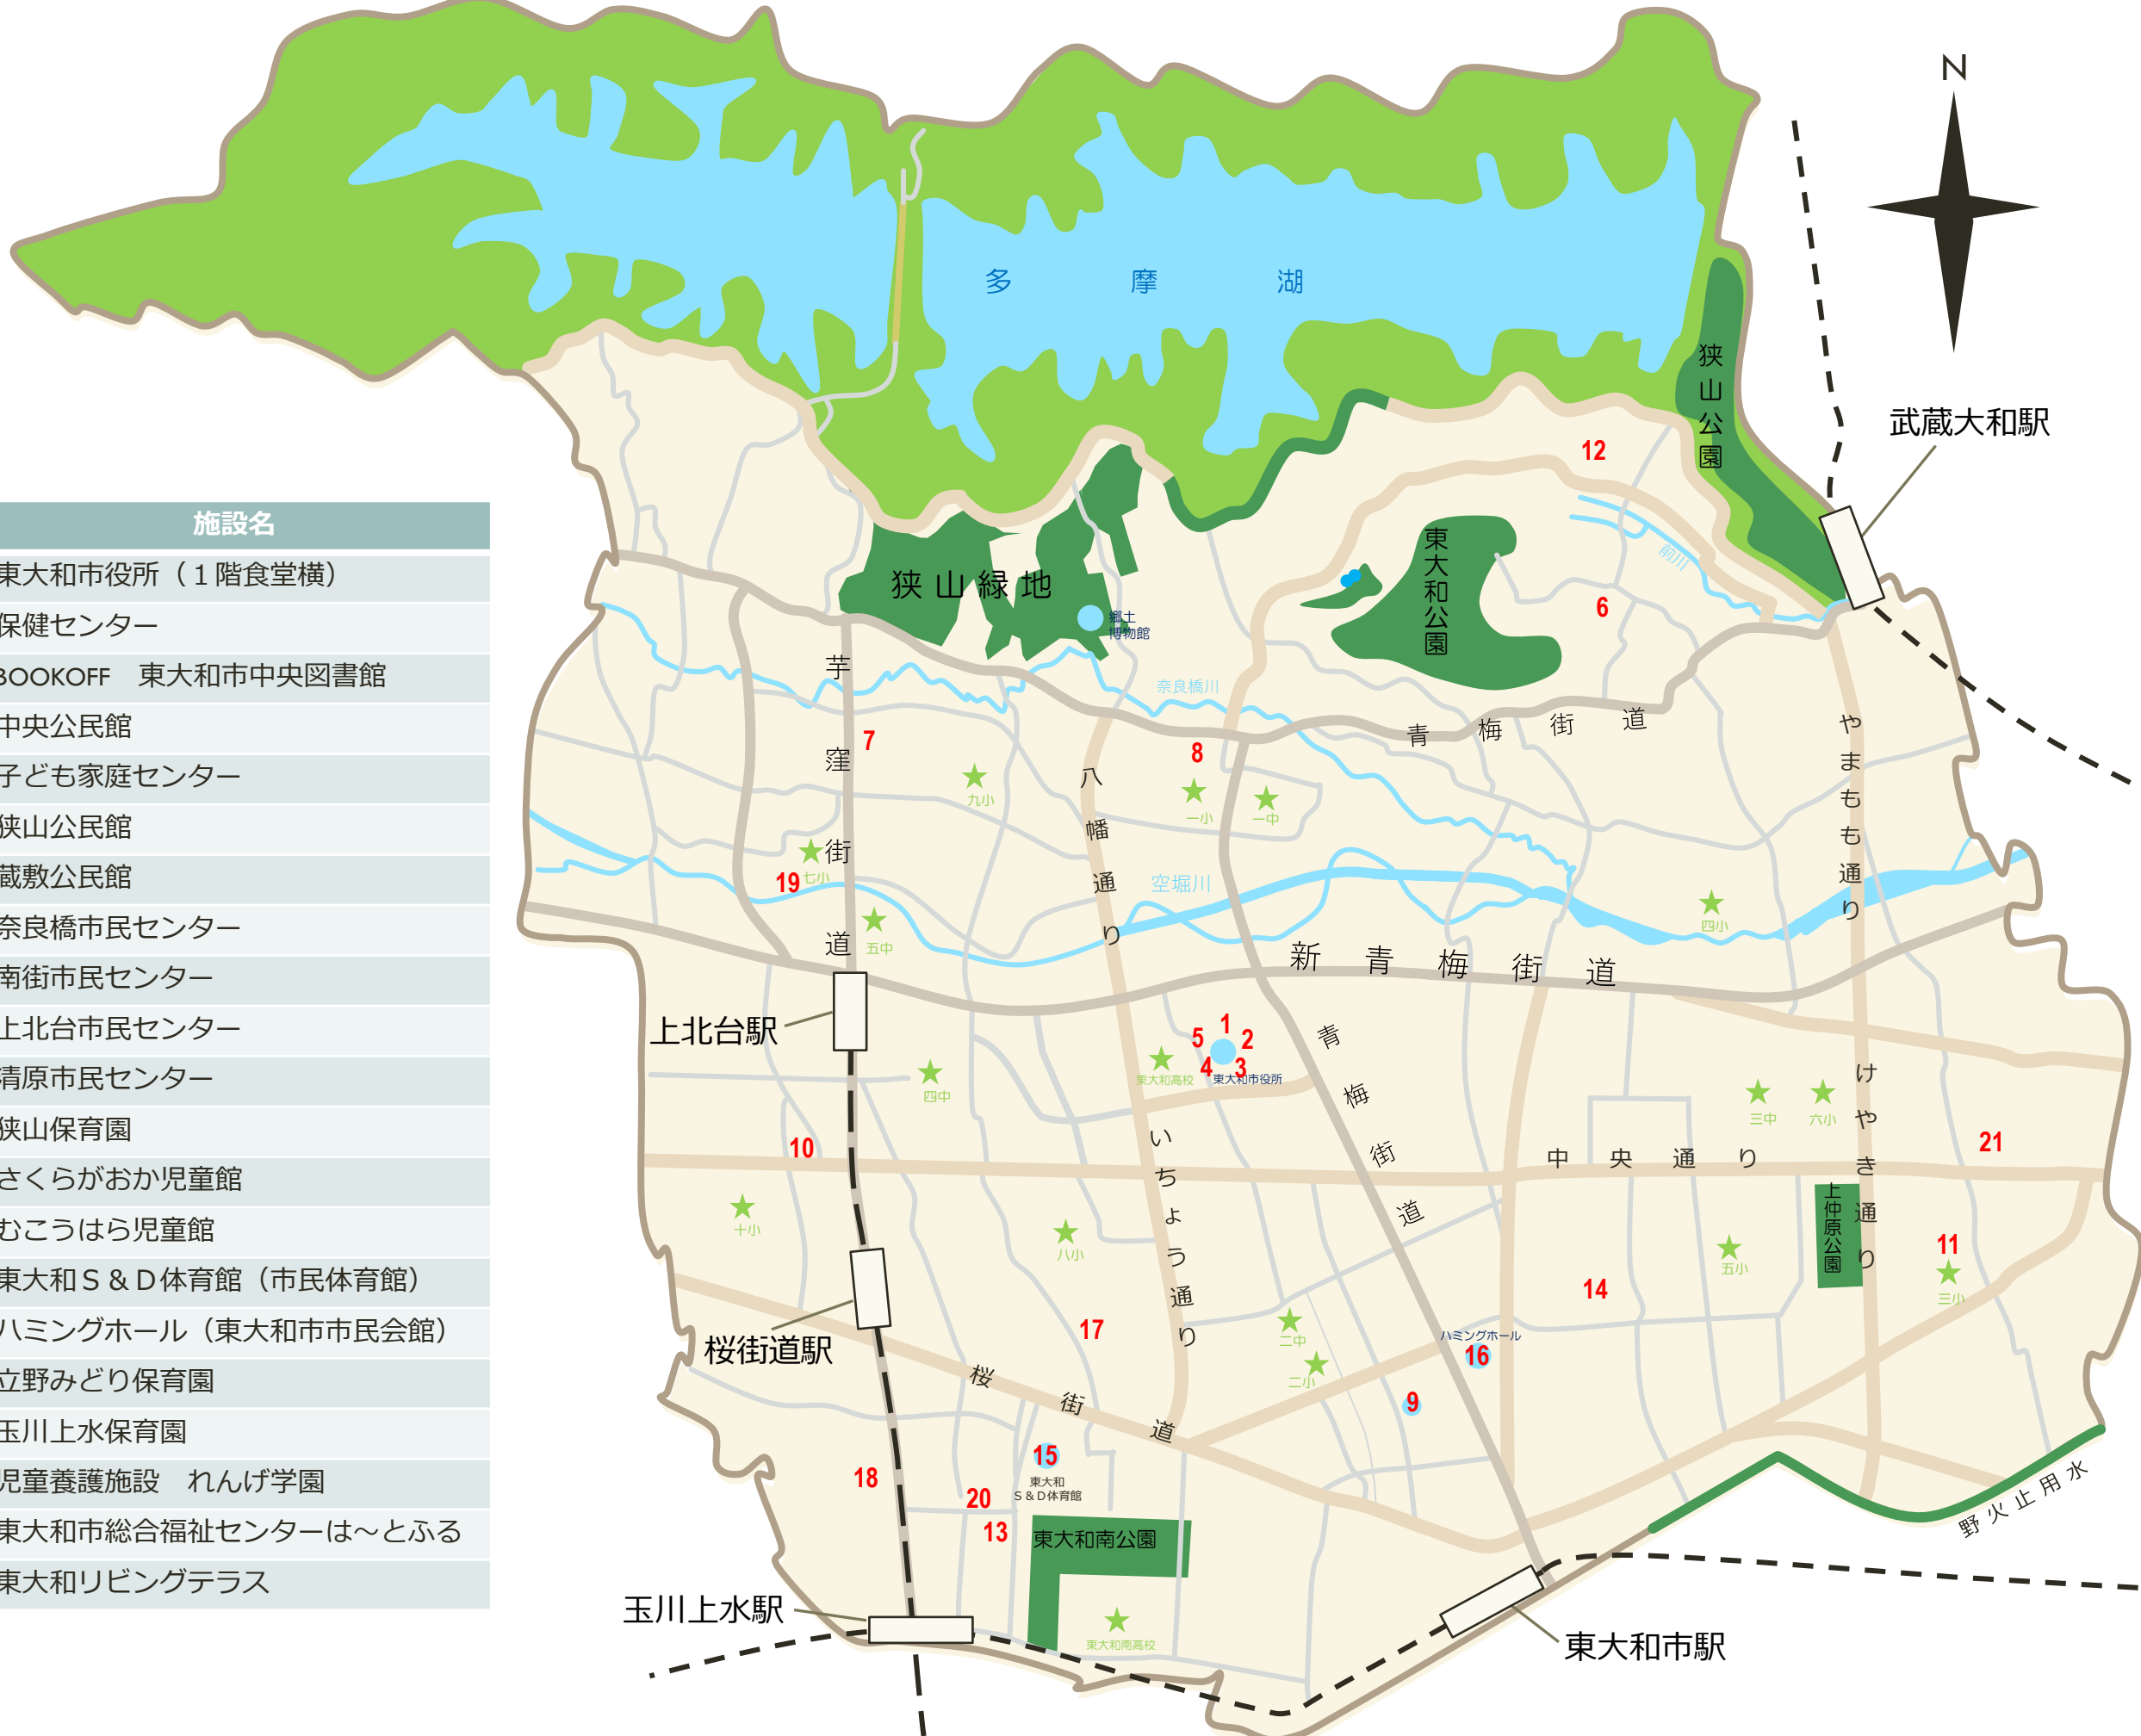 N
多摩湖
狭山公園
武蔵大和駅
12
施設名
東大和市役所（１階食堂横）
保健センター
BOOKOFF　東大和市中央図書館
中央公民館
子ども家庭センター
狭山公民館
蔵敷公民館
奈良橋市民センター
南街市民センター
上北台市民センター
清原市民センター
狭山保育園
さくらがおか児童館
むこうはら児童館
東大和Ｓ＆Ｄ体育館（市民体育館）
ハミングホール（東大和市市民会館）
立野みどり保育園
玉川上水保育園
児童養護施設　れんげ学園
東大和市総合福祉センターは～とふる
東大和リビングテラス
狭山緑地
郷土
博物館
東大和公園
前川
6
奈良橋川
青梅街道
芋窪街道
7
8
九小
一小
一中
八幡通り
やまもも通り
19
七小
五中
空堀川
四小
新青梅街道
上北台駅
四中
1
5
2
4
3
東大和高校
東大和市役所
青梅街道
三中
六小
けやき通り
21
10
いちょう通り
中央通り
上仲原公園
十小
八小
11
三小
五小
14
17
桜街道駅
二中
二小
ハミングホール
16
9
桜街道
15
東大和
Ｓ＆Ｄ体育館
18
20
13
東大和南公園
野火止用水
玉川上水駅
東大和南高校
東大和市駅